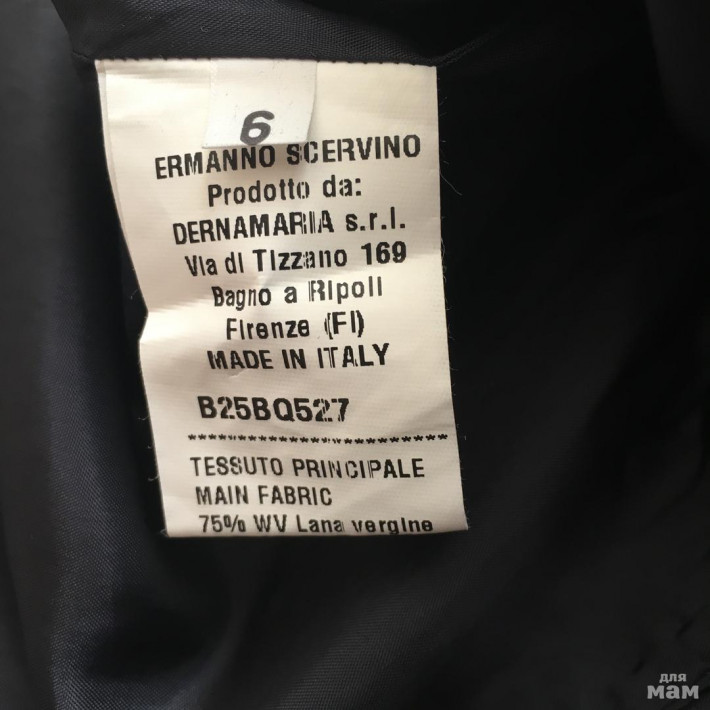 6
ERMANNO SCERVINO
Prodotto da:
DERNAMARIA s.r.l.
Via di Tizzano 169
Bagno a Ripoli
Firenze (FI)
MADE IN ITALY
B25BQ527
******************************
TESSUTO PRINCIPALE
MAIN FABRIC
75% WV Lana vergine
для
мам